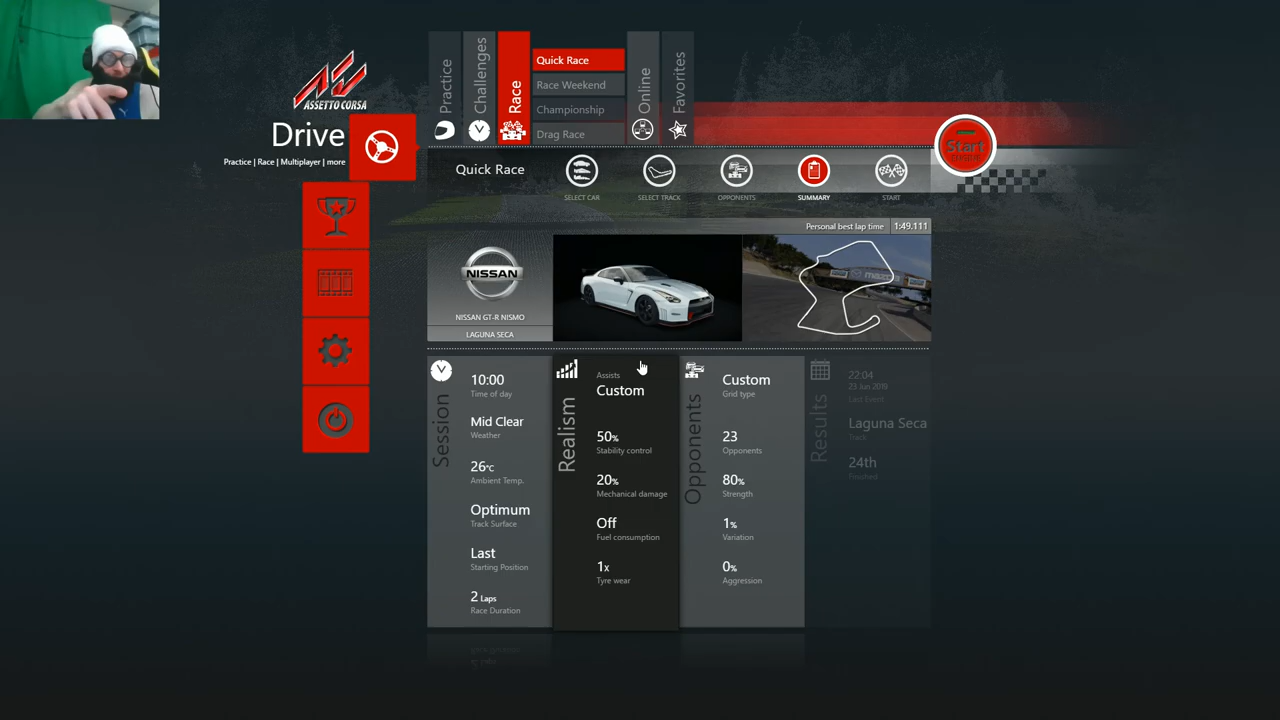 ASSETTO CORSA
Drive
Practice | Race | Multiplayer | more
Practice
Challenges
Race
Quick Race
Race Weekend
Championship
Drag Race
Online
Favorites
Start
Quick Race
SELECT CAR
SELECT TRACK
OPPONENTS
SUMMARY
START
Personal best lap time 1:49.111
NISSAN
NISSAN GT-R NISMO
LAGUNA SECA
Session
10:00
Time of day
Mid Clear
Weather
26°C
Ambient Temp.
Optimum
Track Surface
Last
Starting Position
2 Laps
Race Duration
Realism
Assists
Custom
50%
Stability control
20%
Mechanical damage
Off
Fuel consumption
1x
Tyre wear
Opponents
Custom
Grid type
23
Opponents
80%
Strength
1%
Variation
0%
Aggression
Results
22:04
23 Jun 2019
Last Event
Laguna Seca
Track
24th
Finished